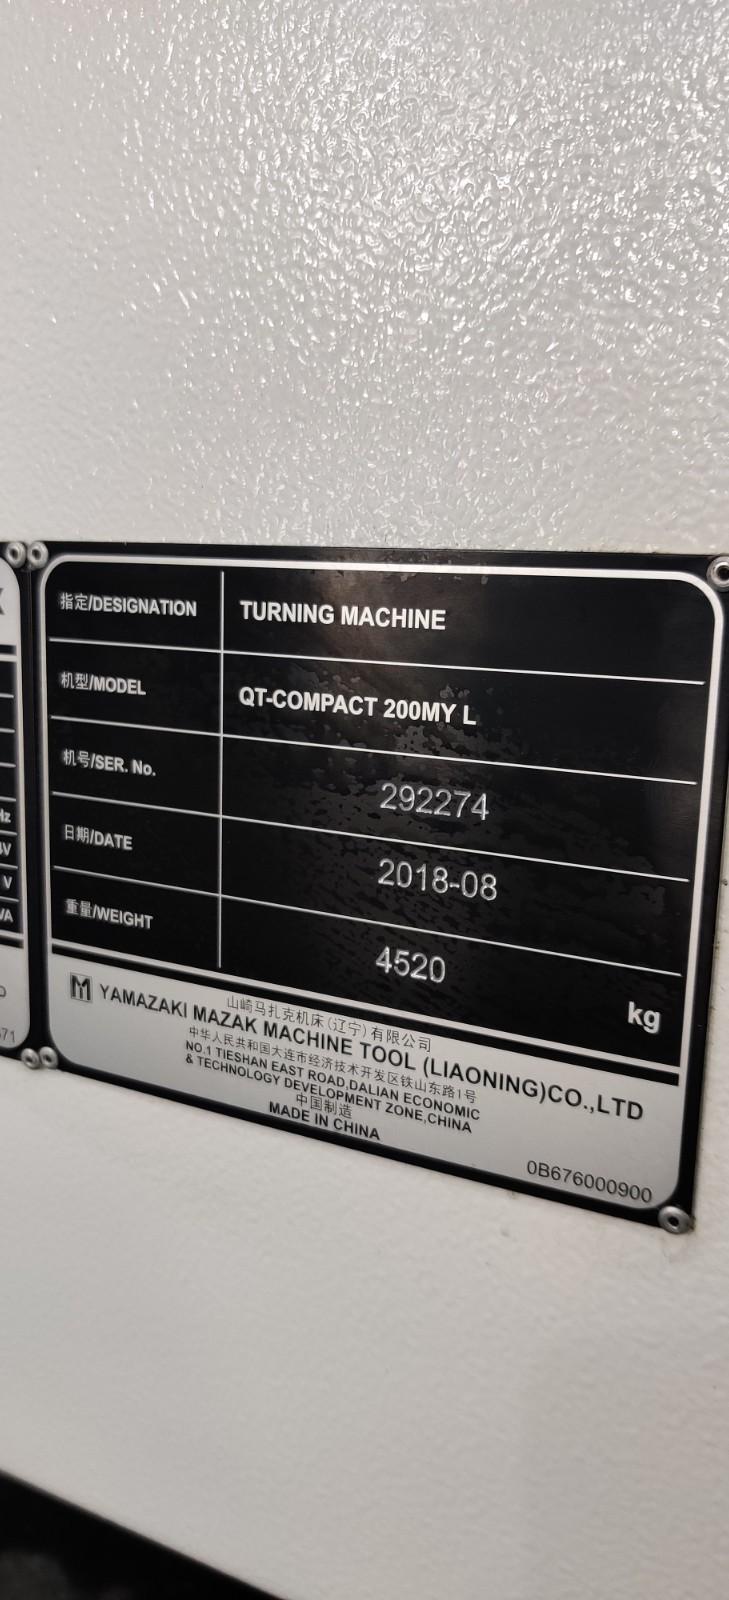 指定/DESIGNATION TURNING MACHINE
机型/MODEL QT-COMPACT 200MY L
机号/SER. No. 292274
日期/DATE 2018-08
重量/WEIGHT 4520 kg
山崎马扎克机床(辽宁)有限公司
YAMAZAKI MAZAK MACHINE TOOL (LIAONING)CO.,LTD
中华人民共和国大连市经济技术开发区铁山东路1号
NO.1 TIESHAN EAST ROAD,DALIAN ECONOMIC
& TECHNOLOGY DEVELOPMENT ZONE,CHINA
中国制造
MADE IN CHINA
0B676000900
Hz
V
V
VA
671